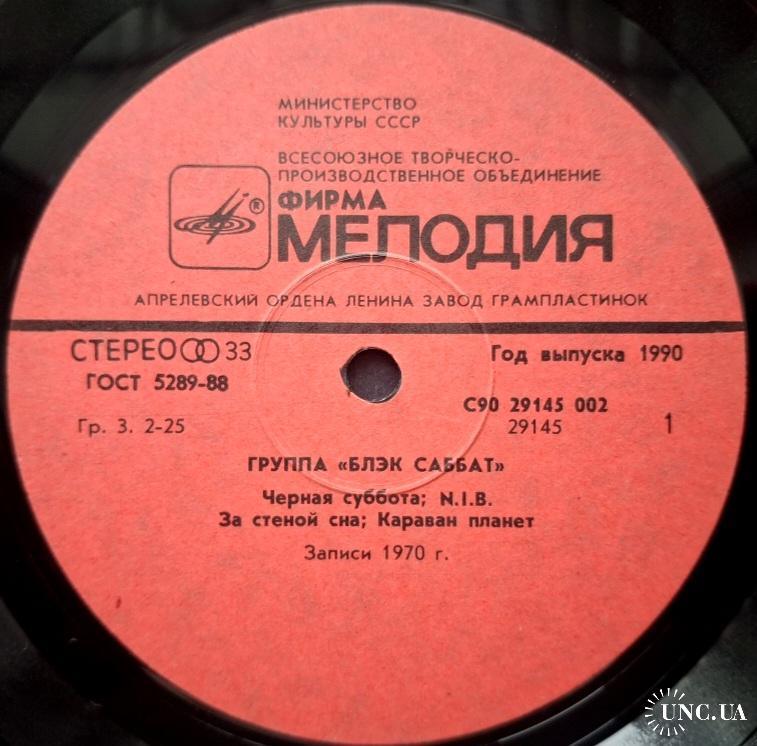 МИНИСТЕРСТВО
КУЛЬТУРЫ СССР
ВСЕСОЮЗНОЕ ТВОРЧЕСКО-
ПРОИЗВОДСТВЕННОЕ ОБЪЕДИНЕНИЕ
®
ФИРМА
МЕЛОДИЯ
АПРЕЛЕВСКИЙ ОРДЕНА ЛЕНИНА ЗАВОД ГРАМПЛАСТИНОК
СТЕРЕО 33
Год выпуска 1990
ГОСТ 5289-88
С90 29145 002
Гр. 3. 2-25
29145
1
ГРУППА «БЛЭК САББАТ»
Черная суббота; N.I.B.
За стеной сна; Караван планет
Записи 1970 г.
UNC.UA